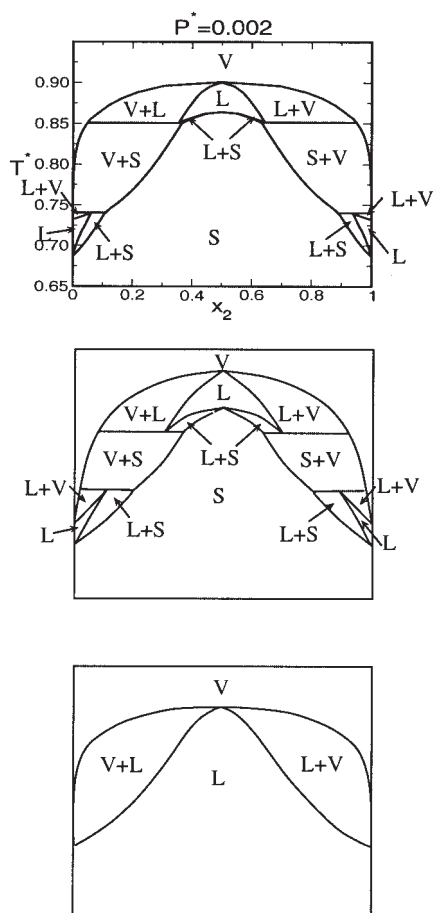 P*=0.002
V
0.90
L
V+L
L+V
0.85
L+S
0.80
T*
V+S
S+V
L+V
0.75
L+V
L
S
0.70
L+S
L+S
L
0.65
0
0.2
0.4
0.6
0.8
1
x2
V
L
V+L
L+V
V+S
L+S
S+V
L+V
S
L+V
L
L+S
L+S
L
V
V+L
L
L+V